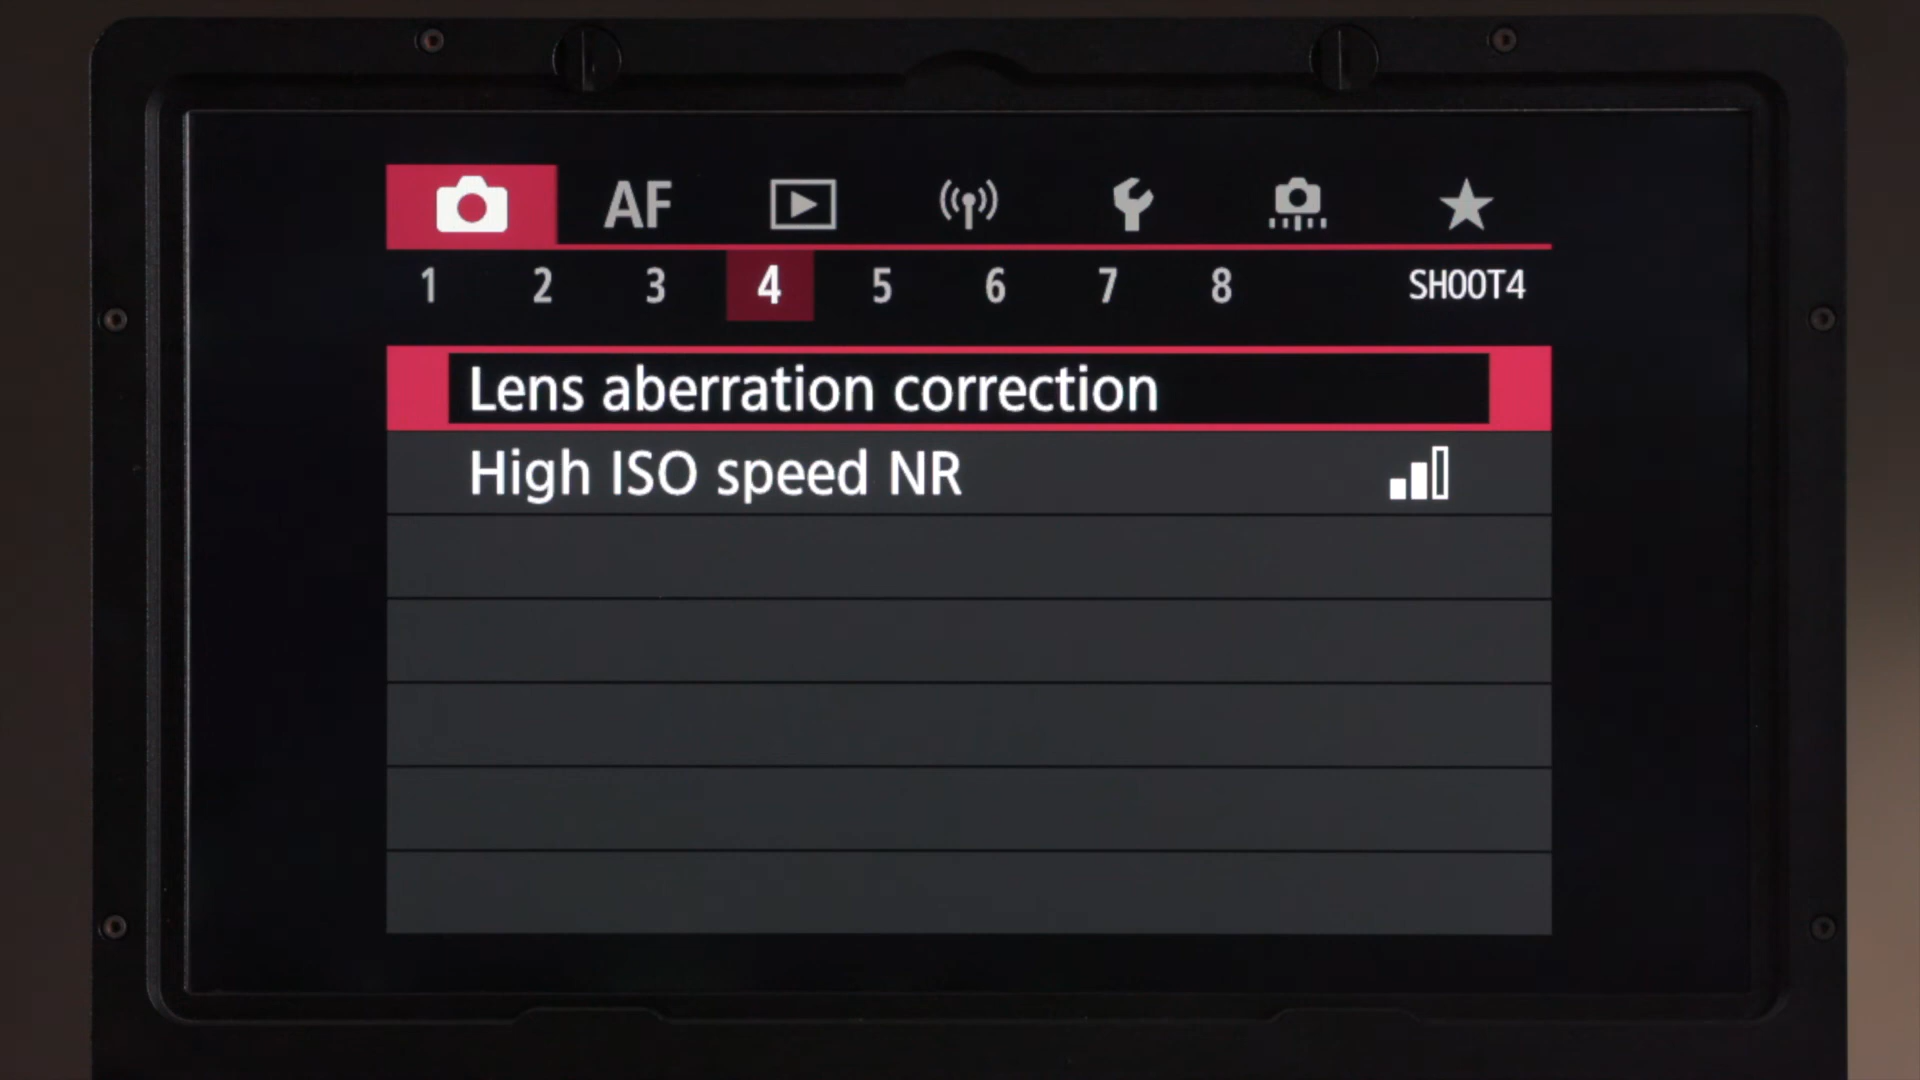 AF
1 2 3 4 5 6 7 8 SHOOT4
Lens aberration correction
High ISO speed NR